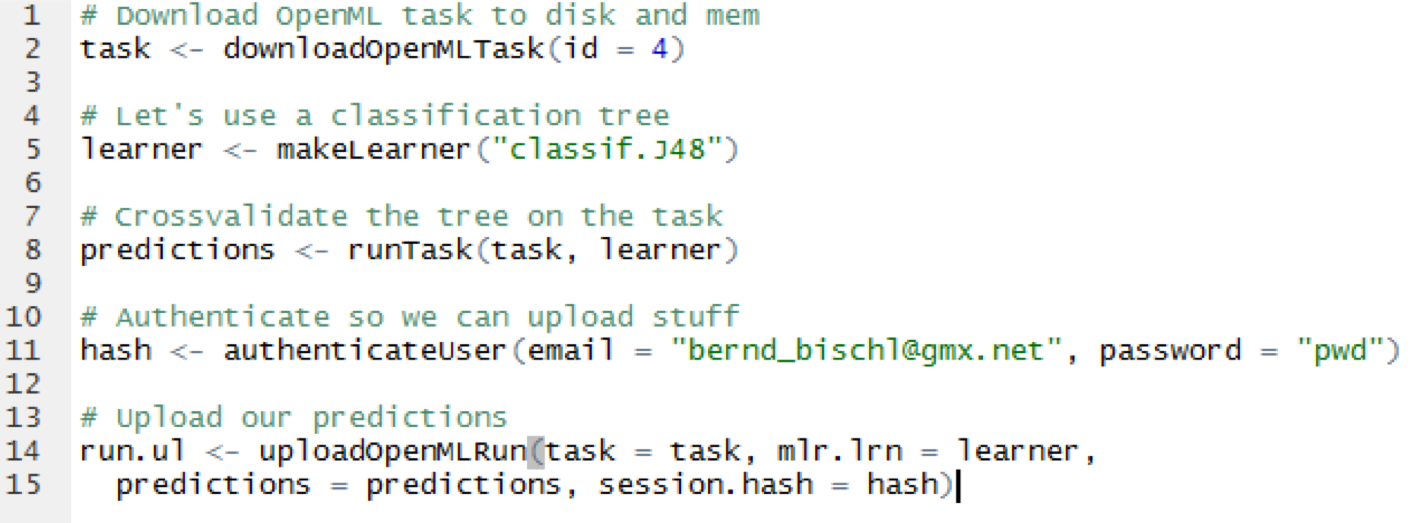 1 # Download OpenML task to disk and mem
2 task <- downloadOpenMLTask(id = 4)
3
4 # Let's use a classification tree
5 learner <- makeLearner("classif.J48")
6
7 # Crossvalidate the tree on the task
8 predictions <- runTask(task, learner)
9
10 # Authenticate so we can upload stuff
11 hash <- authenticateUser(email = "bernd_bischl@gmx.net", password = "pwd")
12
13 # Upload our predictions
14 run.ul <- uploadOpenMLRun(task = task, mlr.lrn = learner,
15   predictions = predictions, session.hash = hash)